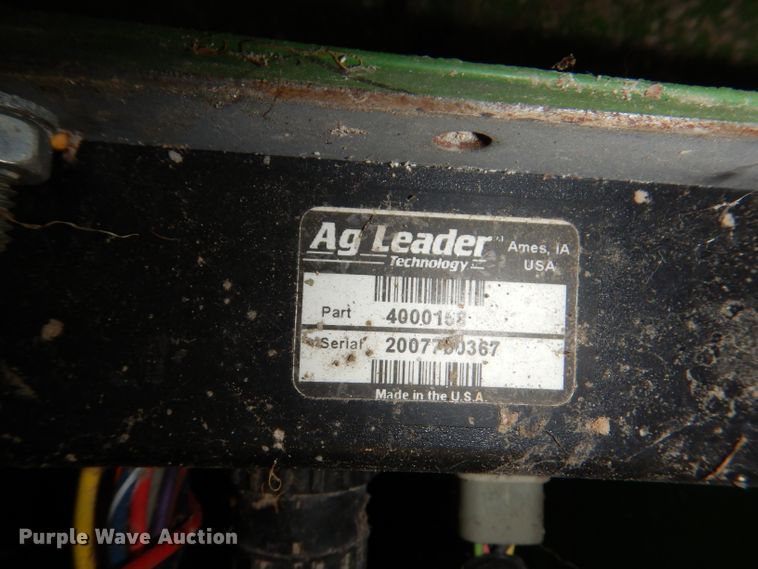 Ag Leader Ames, IA
Technology USA
Part
Serial
Made in the U.S.A
Purple Wave Auction